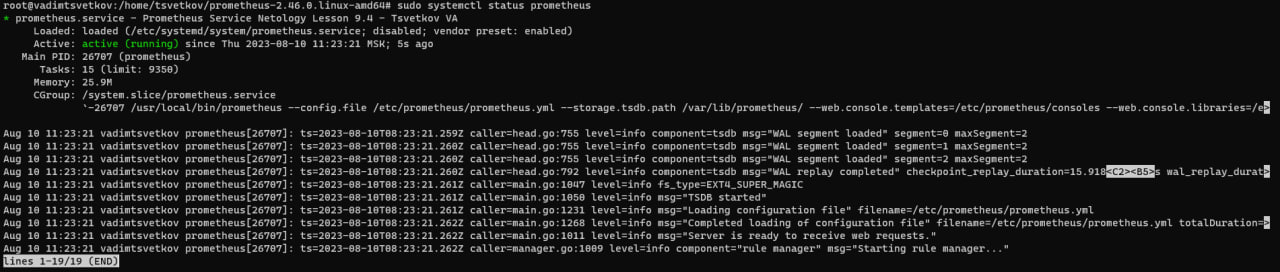 root@vadimtsvetkov:/home/tsvetkov/prometheus-2.46.0.linux-amd64# sudo systemctl status prometheus
* prometheus.service - Prometheus Service Netology Lesson 9.4 - Tsvetkov VA
     Loaded: loaded (/etc/systemd/system/prometheus.service; disabled; vendor preset: enabled)
     Active: active (running) since Thu 2023-08-10 11:23:21 MSK; 5s ago
   Main PID: 26707 (prometheus)
      Tasks: 15 (limit: 9350)
     Memory: 25.9M
     CGroup: /system.slice/prometheus.service
             `-26707 /usr/local/bin/prometheus --config.file /etc/prometheus/prometheus.yml --storage.tsdb.path /var/lib/prometheus/ --web.console.templates=/etc/prometheus/consoles --web.console.libraries=/e>
Aug 10 11:23:21 vadimtsvetkov prometheus[26707]: ts=2023-08-10T08:23:21.259Z caller=head.go:755 level=info component=tsdb msg="WAL segment loaded" segment=0 maxSegment=2
Aug 10 11:23:21 vadimtsvetkov prometheus[26707]: ts=2023-08-10T08:23:21.260Z caller=head.go:755 level=info component=tsdb msg="WAL segment loaded" segment=1 maxSegment=2
Aug 10 11:23:21 vadimtsvetkov prometheus[26707]: ts=2023-08-10T08:23:21.260Z caller=head.go:755 level=info component=tsdb msg="WAL segment loaded" segment=2 maxSegment=2
Aug 10 11:23:21 vadimtsvetkov prometheus[26707]: ts=2023-08-10T08:23:21.260Z caller=head.go:792 level=info component=tsdb msg="WAL replay completed" checkpoint_replay_duration=15.918<C2><B5>s wal_replay_durat>
Aug 10 11:23:21 vadimtsvetkov prometheus[26707]: ts=2023-08-10T08:23:21.261Z caller=main.go:1047 level=info fs_type=EXT4_SUPER_MAGIC
Aug 10 11:23:21 vadimtsvetkov prometheus[26707]: ts=2023-08-10T08:23:21.261Z caller=main.go:1050 level=info msg="TSDB started"
Aug 10 11:23:21 vadimtsvetkov prometheus[26707]: ts=2023-08-10T08:23:21.261Z caller=main.go:1231 level=info msg="Loading configuration file" filename=/etc/prometheus/prometheus.yml
Aug 10 11:23:21 vadimtsvetkov prometheus[26707]: ts=2023-08-10T08:23:21.262Z caller=main.go:1268 level=info msg="Completed loading of configuration file" filename=/etc/prometheus/prometheus.yml totalDuration=>
Aug 10 11:23:21 vadimtsvetkov prometheus[26707]: ts=2023-08-10T08:23:21.262Z caller=main.go:1011 level=info msg="Server is ready to receive web requests."
Aug 10 11:23:21 vadimtsvetkov prometheus[26707]: ts=2023-08-10T08:23:21.262Z caller=manager.go:1009 level=info component="rule manager" msg="Starting rule manager..."
lines 1-19/19 (END)